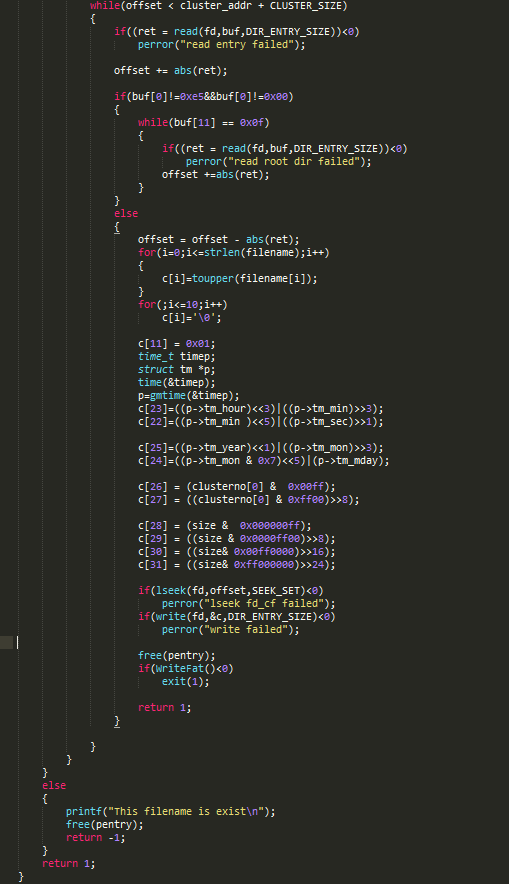 while(offset < cluster_addr + CLUSTER_SIZE)
{
if((ret = read(fd,buf,DIR_ENTRY_SIZE))<0)
perror("read entry failed");
offset += abs(ret);
if(buf[0]!=0xe5&&buf[0]!=0x00)
{
while(buf[11] == 0x0f)
{
if((ret = read(fd,buf,DIR_ENTRY_SIZE))<0)
perror("read root dir failed");
offset +=abs(ret);
}
}
else
{
offset = offset - abs(ret);
for(i=0;i<=strlen(filename);i++)
{
c[i]=toupper(filename[i]);
}
for(;i<=10;i++)
c[i]='\0';
c[11] = 0x01;
time_t timep;
struct tm *p;
time(&timep);
p=gmtime(&timep);
c[23]=((p->tm_hour)<<3)|((p->tm_min)>>3);
c[22]=((p->tm_min )<<5)|((p->tm_sec)>>1);
c[25]=((p->tm_year)<<1)|((p->tm_mon)>>3);
c[24]=((p->tm_mon & 0x7)<<5)|(p->tm_mday);
c[26] = (clusterno[0] &  0x00ff);
c[27] = ((clusterno[0] & 0xff00)>>8);
c[28] = (size &  0x000000ff);
c[29] = ((size & 0x0000ff00)>>8);
c[30] = ((size& 0x00ff0000)>>16);
c[31] = ((size& 0xff000000)>>24);
if(lseek(fd,offset,SEEK_SET)<0)
perror("lseek fd_cf failed");
if(write(fd,&c,DIR_ENTRY_SIZE)<0)
perror("write failed");
free(pentry);
if(WriteFat()<0)
exit(1);
return 1;
}
}
}
}
else
{
printf("This filename is exist\n");
free(pentry);
return -1;
}
return 1;
}